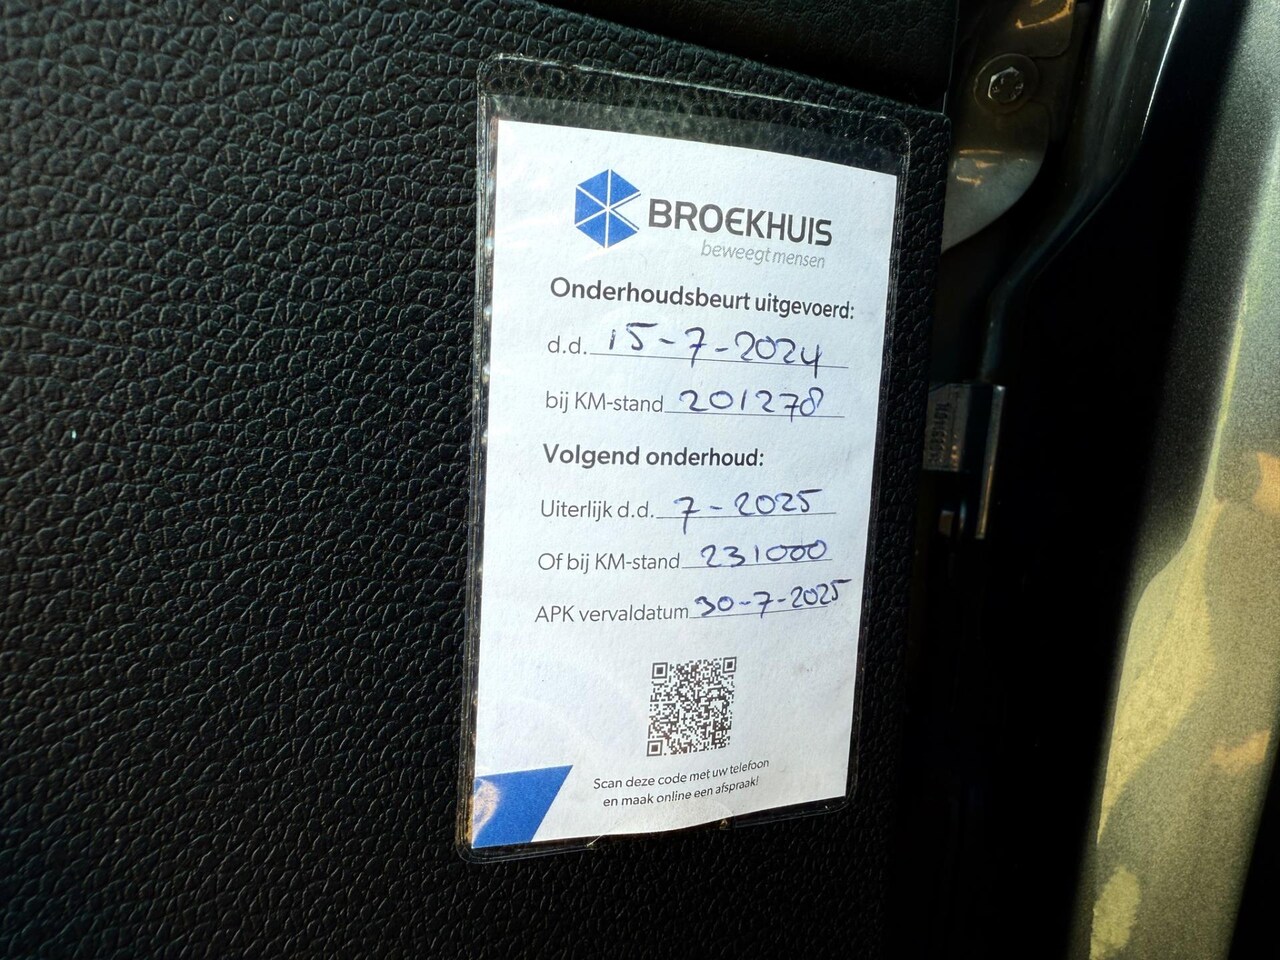 BROEKHUIS
beweegt mensen
Onderhoudsbeurt uitgevoerd:
d.d. 15-7-2024
bij KM-stand 201278
Volgend onderhoud:
Uiterlijk d.d. 7-2025
Of bij KM-stand 231000
APK vervaldatum 30-7-2025
Scan deze code met uw telefoon
en maak online een afspraak!